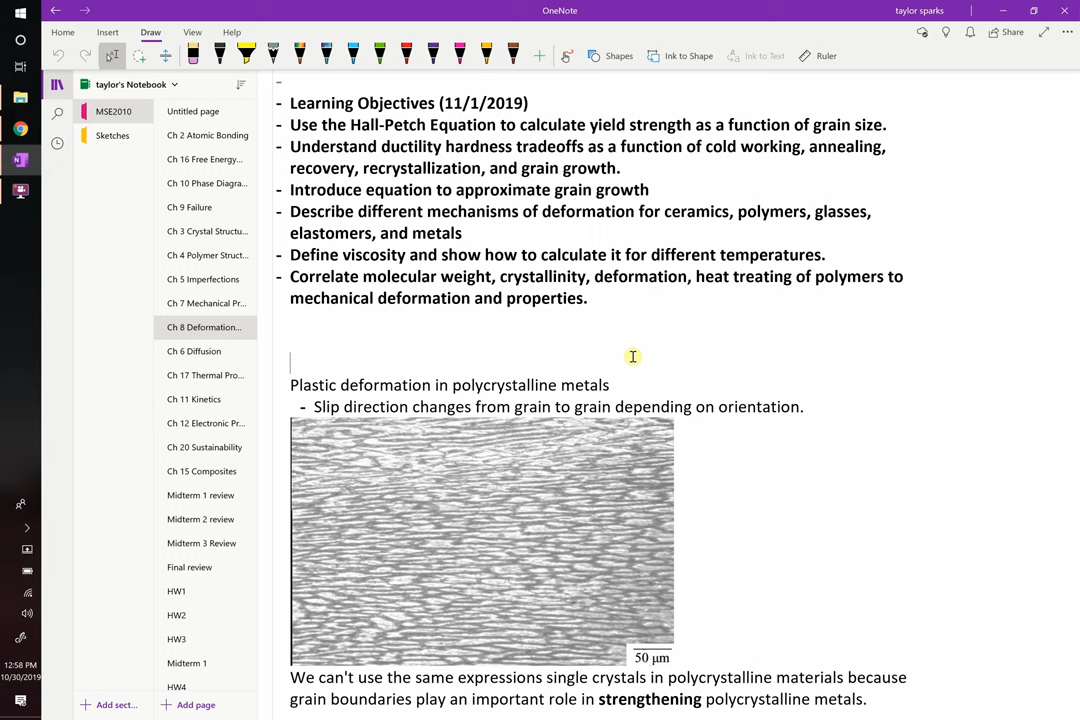 OneNote
taylor sparks
Home
Insert
Draw
View
Help
Share
Shapes
Ink to Shape
Ink to Text
Ruler
taylor's Notebook
MSE2010
Sketches
Untitled page
Ch 2 Atomic Bonding
Ch 16 Free Energy...
Ch 10 Phase Diagra...
Ch 9 Failure
Ch 3 Crystal Structu...
Ch 4 Polymer Struct...
Ch 5 Imperfections
Ch 7 Mechanical Pr...
Ch 8 Deformation...
Ch 6 Diffusion
Ch 17 Thermal Pro...
Ch 11 Kinetics
Ch 12 Electronic Pr...
Ch 20 Sustainability
Ch 15 Composites
Midterm 1 review
Midterm 2 review
Midterm 3 Review
Final review
HW1
HW2
HW3
Midterm 1
HW4
Add sect...
Add page
12:58 PM
10/30/2019
-
- Learning Objectives (11/1/2019)
- Use the Hall-Petch Equation to calculate yield strength as a function of grain size.
- Understand ductility hardness tradeoffs as a function of cold working, annealing,
recovery, recrystallization, and grain growth.
- Introduce equation to approximate grain growth
- Describe different mechanisms of deformation for ceramics, polymers, glasses,
elastomers, and metals
- Define viscosity and show how to calculate it for different temperatures.
- Correlate molecular weight, crystallinity, deformation, heat treating of polymers to
mechanical deformation and properties.
Plastic deformation in polycrystalline metals
- Slip direction changes from grain to grain depending on orientation.
50 μm
We can't use the same expressions single crystals in polycrystalline materials because
grain boundaries play an important role in strengthening polycrystalline metals.